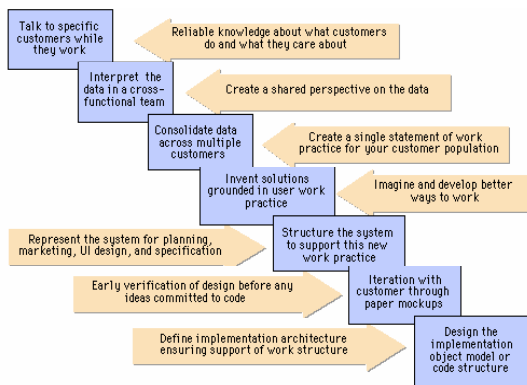 Talk to specific
customers while
they work
Reliable knowledge about what customers
do and what they care about
Interpret the
data in a cross-
functional team
Create a shared perspective on the data
Consolidate data
across multiple
customers
Create a single statement of work
practice for your customer population
Invent solutions
grounded in user work
practice
Imagine and develop better
ways to work
Represent the system for planning,
marketing, UI design, and specification
Structure the system
to support this new
work practice
Early verification of design before any
ideas committed to code
Iteration with
customer through
paper mockups
Define implementation architecture
ensuring support of work structure
Design the
implementation
object model or
code structure